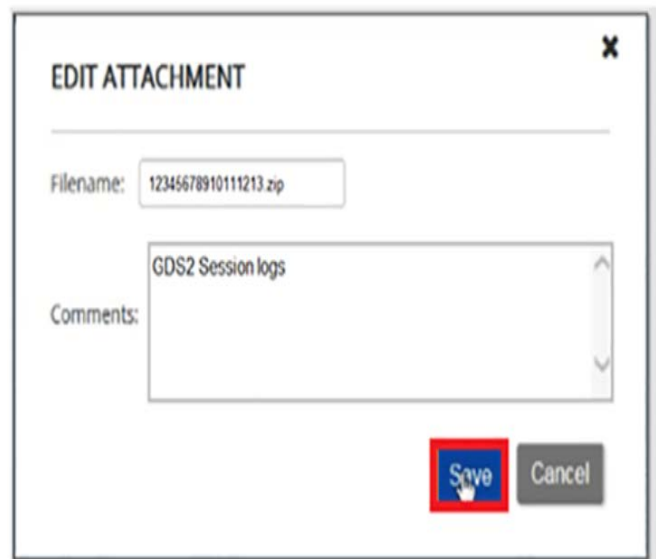 EDIT ATTACHMENT
Filename: 12345678910111213.zip
GDS2 Session logs
Comments:
Save Cancel